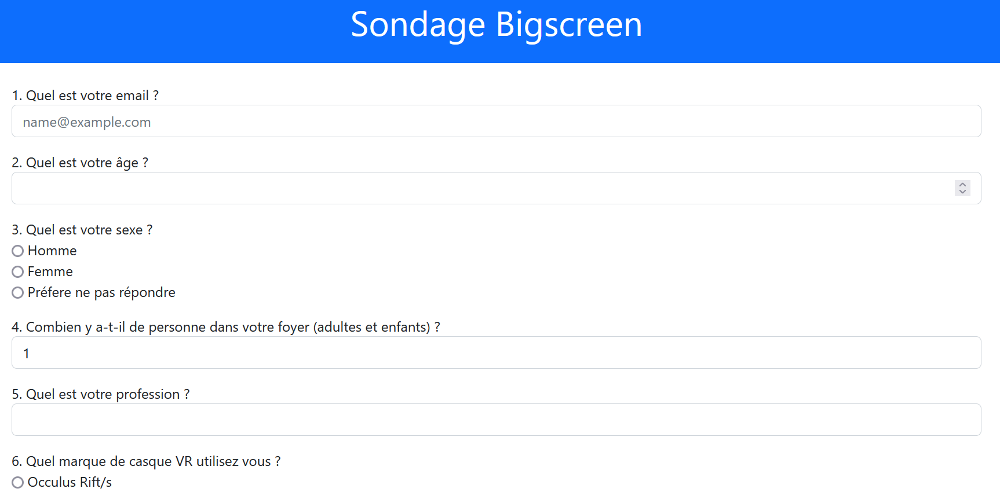 Sondage Bigscreen
1. Quel est votre email ?
name@example.com
2. Quel est votre âge ?
3. Quel est votre sexe ?
Homme
Femme
Préfere ne pas répondre
4. Combien y a-t-il de personne dans votre foyer (adultes et enfants) ?
1
5. Quel est votre profession ?
6. Quel marque de casque VR utilisez vous ?
Occulus Rift/s